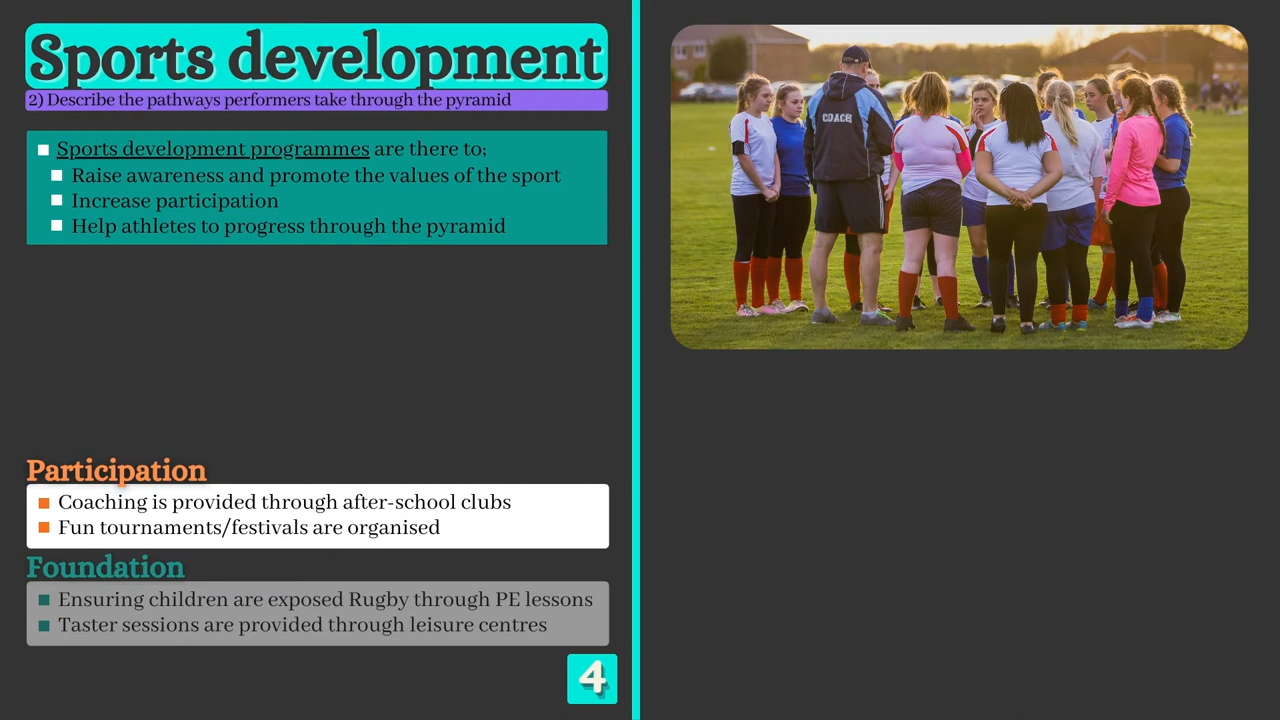 Sports development
2) Describe the pathways performers take through the pyramid
Sports development programmes are there to;
Raise awareness and promote the values of the sport
Increase participation
Help athletes to progress through the pyramid
COACH
Participation
Coaching is provided through after-school clubs
Fun tournaments/festivals are organised
Foundation
Ensuring children are exposed Rugby through PE lessons
Taster sessions are provided through leisure centres
4